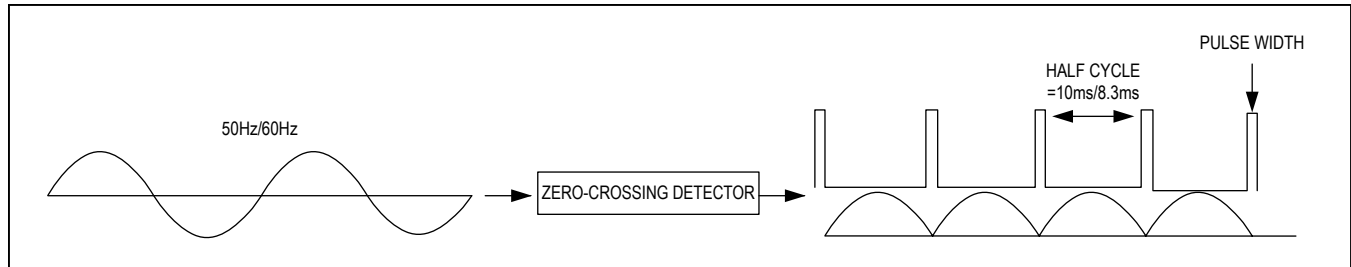 50Hz/60Hz
ZERO-CROSSING DETECTOR
HALF CYCLE
=10ms/8.3ms
PULSE WIDTH